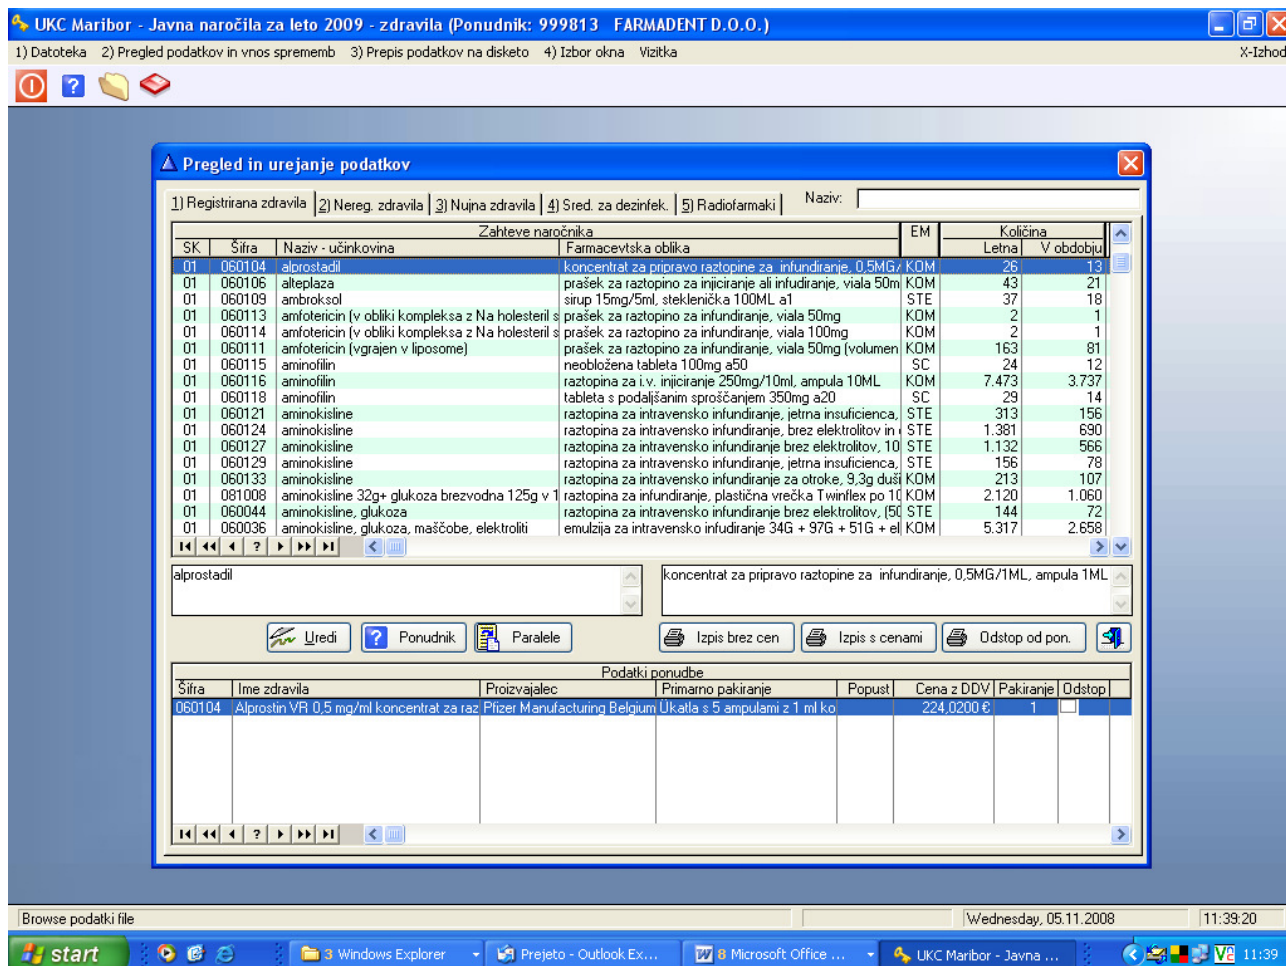 UKC Maribor - Javna naročila za leto 2009 - zdravila (Ponudnik: 999813 FARMADENT D.O.O.)
1) Datoteka 2) Pregled podatkov in vnos sprememb 3) Prepis podatkov na disketo 4) Izbor okna Vizitka X-Izhod
Pregled in urejanje podatkov
1) Registrirana zdravila 2) Nereg. zdravila 3) Nujna zdravila 4) Sred. za dezinfek. 5) Radiofarmaki Naziv:
Zahteve naročnika EM Količina
SK Šifra Naziv - učinkovina Farmacevtska oblika Letna V obdobju
01 060104 alprostadil koncentrat za pripravo raztopine za infundiranje, 0,5MG/ KOM 26 13
01 060106 alteplaza prašek za raztopino za injiciranje ali infudiranje, viala 50m KOM 43 21
01 060109 ambroksol sirup 15mg/5ml, steklenička 100ML a1 STE 37 18
01 060113 amfotericin (v obliki kompleksa z Na holesteril s prašek za raztopino za infundiranje, viala 50mg KOM 2 1
01 060114 amfotericin (v obliki kompleksa z Na holesteril s prašek za raztopino za infundiranje, viala 100mg KOM 2 1
01 060111 amfotericin (vgrajen v liposome) prašek za raztopino za infundiranje, viala 50mg (volumen KOM 163 81
01 060115 aminofilin neobložena tableta 100mg a50 SC 24 12
01 060116 aminofilin raztopina za i.v. injiciranje 250mg/10ml, ampula 10ML KOM 7.473 3.737
01 060118 aminofilin tableta s podaljšanim sproščanjem 350mg a20 SC 29 14
01 060121 aminokisline raztopina za intravensko infundiranje, jetrna insuficienca, STE 313 156
01 060124 aminokisline raztopina za intravensko infundiranje, brez elektrolitov in STE 1.381 690
01 060127 aminokisline raztopina za intravensko infundiranje brez elektrolitov, 10 STE 1.132 566
01 060129 aminokisline raztopina za intravensko infundiranje, jetrna insuficienca, STE 156 78
01 060133 aminokisline raztopina za intravensko infundiranje za otroke, 9,3g duši KOM 213 107
01 081008 aminokisline 32g+ glukoza brezvodna 125g v 1 raztopina za infundiranje, plastična vrečka Twinflex po 10 KOM 2.120 1.060
01 060044 aminokisline, glukoza raztopina za intravensko infundiranje brez elektrolitov, (50 STE 144 72
01 060036 aminokisline, glukoza, maščobe, elektroliti emulzija za intravensko infudiranje 34G + 97G + 51G + el KOM 5.317 2.658
?
alprostadil koncentrat za pripravo raztopine za infundiranje, 0,5MG/1ML, ampula 1ML
Uredi ? Ponudnik Paralele Izpis brez cen Izpis s cenami Odstop od pon.
Podatki ponudbe
Šifra Ime zdravila Proizvajalec Primarno pakiranje Popust Cena z DDV Pakiranje Odstop
060104 Alprostin VR 0,5 mg/ml koncentrat za raz Pfizer Manufacturing Belgium Škatla s 5 ampulami z 1 ml ko 224,0200 € 1
?
Browse podatki file Wednesday, 05.11.2008 11:39:20
start 3 Windows Explorer Prejeto - Outlook Ex... 8 Microsoft Office ... UKC Maribor - Javna ... 11:39